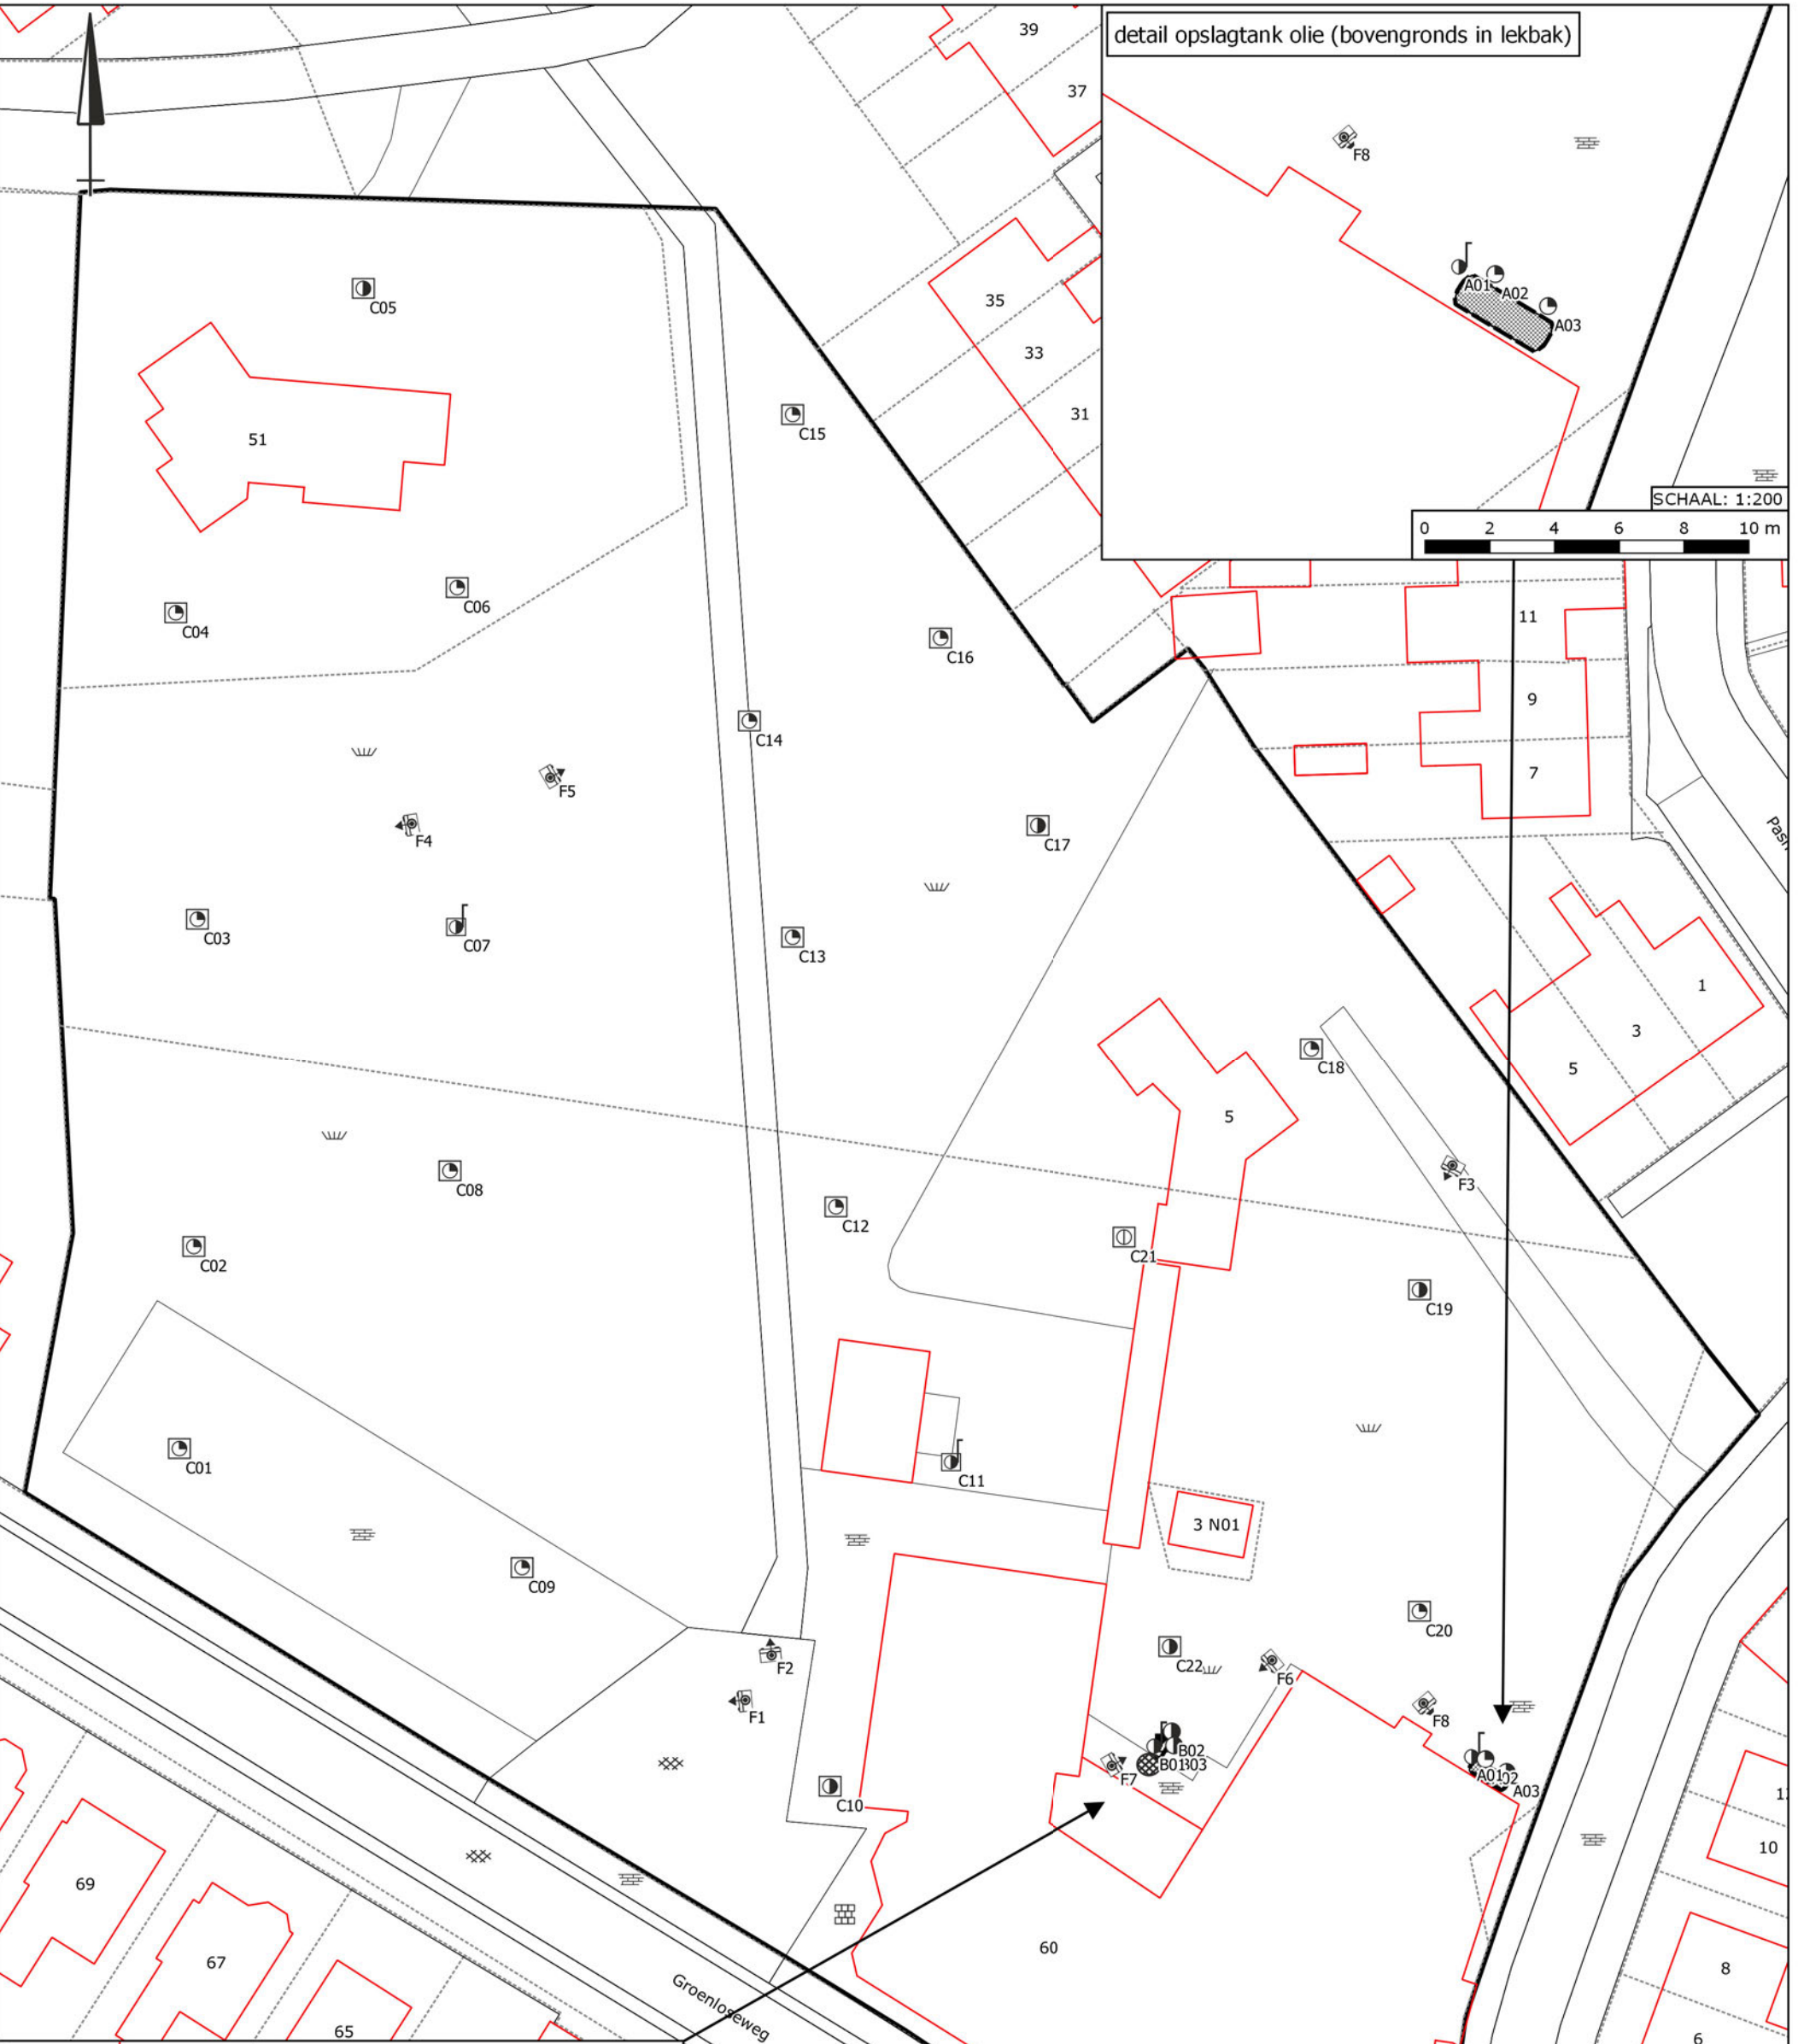 detail opslagtank olie (bovengronds in lekbak)
39
37
F8
A01
A02
A03
35
33
31
SCHAAL: 1:200
0 2 4 6 8 10 m
C05
C15
51
C06
C04
C16
11
9
7
C14
F5
F4
C17
C03
C07
C13
1
3
5
C18
5
F3
C08
C12
C02
C21
C19
C01
C11
3 N01
C09
C20
C22
F2
F6
F1
F8
B02
B01
F7
A01
A03
C10
10
69
60
67
8
Groenloseweg
65
6